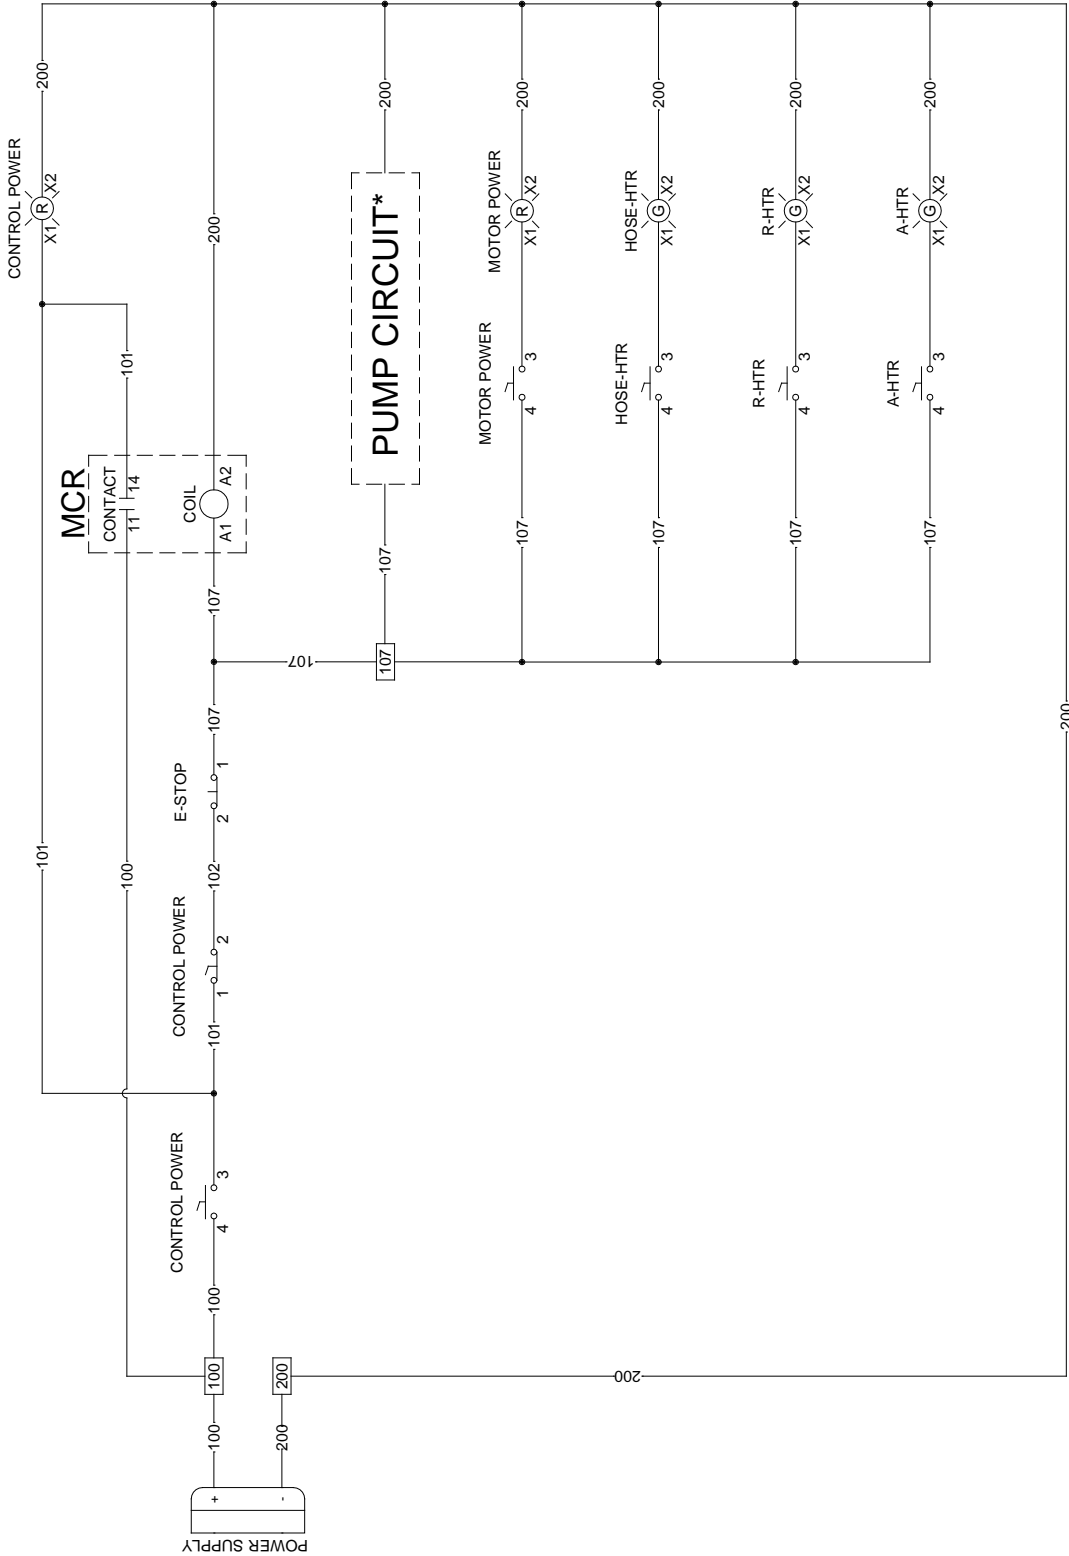 CONTROL POWER
101
X1 R X2
200
MCR
CONTACT
100
11 14
101
CONTROL POWER
CONTROL POWER
E-STOP
COIL
POWER SUPPLY
+
100
100
100
4 3
101
1 2
102
2 1
107
107
A1 A2
200
-
200
200
107
PUMP CIRCUIT*
107
107
200
MOTOR POWER
MOTOR POWER
107
4 3
X1 R X2
200
HOSE-HTR
HOSE-HTR
107
4 3
X1 G X2
200
200
R-HTR
R-HTR
107
4 3
X1 G X2
200
A-HTR
A-HTR
107
4 3
X1 G X2
200
200